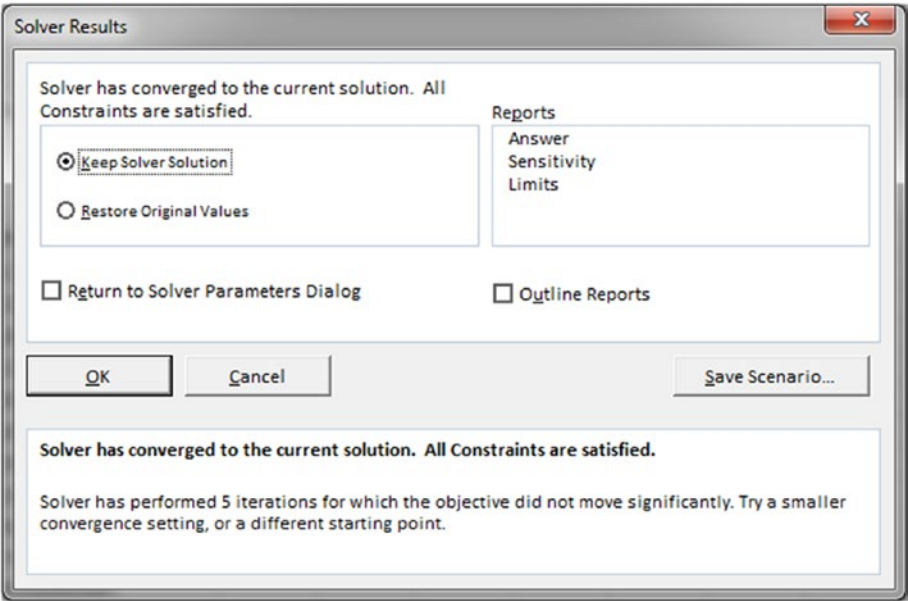 Solver Results
Solver has converged to the current solution. All
Constraints are satisfied.
Keep Solver Solution
Restore Original Values
Reports
Answer
Sensitivity
Limits
Return to Solver Parameters Dialog
Outline Reports
OK
Cancel
Save Scenario...
Solver has converged to the current solution. All Constraints are satisfied.
Solver has performed 5 iterations for which the objective did not move significantly. Try a smaller
convergence setting, or a different starting point.